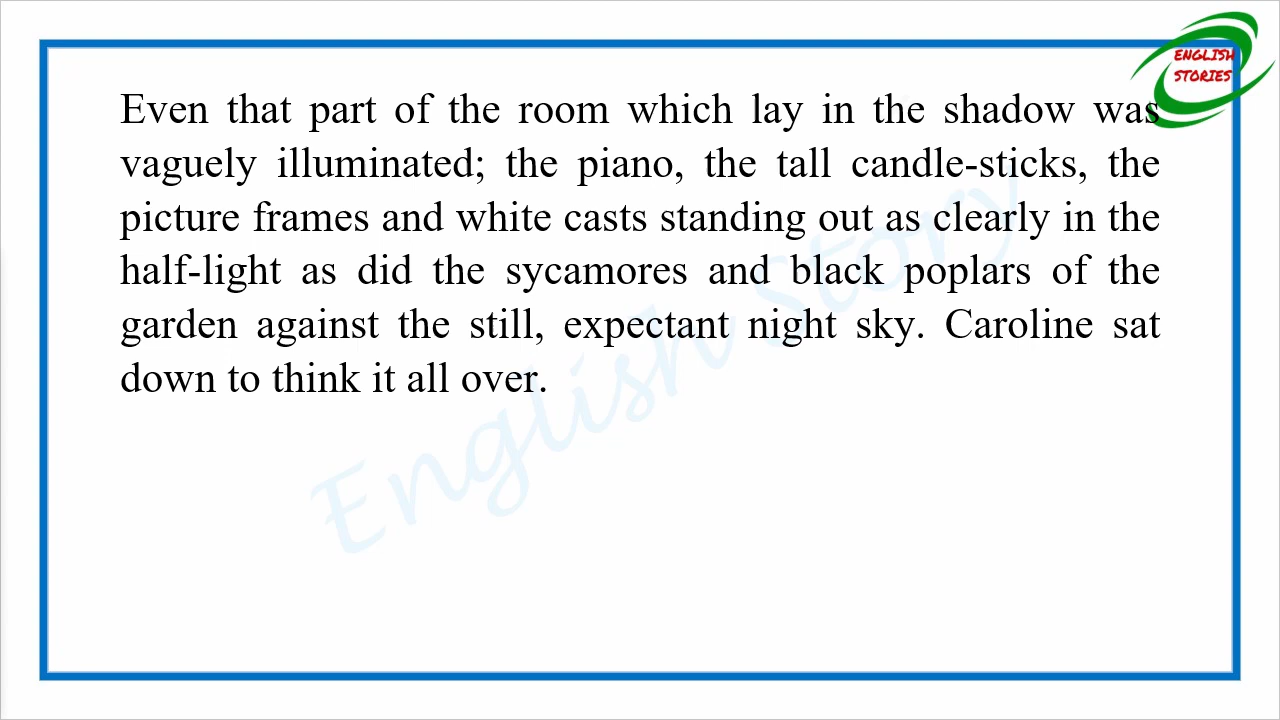 ENGLISH
STORIES
Even that part of the room which lay in the shadow was
vaguely illuminated; the piano, the tall candle-sticks, the
picture frames and white casts standing out as clearly in the
half-light as did the sycamores and black poplars of the
garden against the still, expectant night sky. Caroline sat
down to think it all over.
English Story